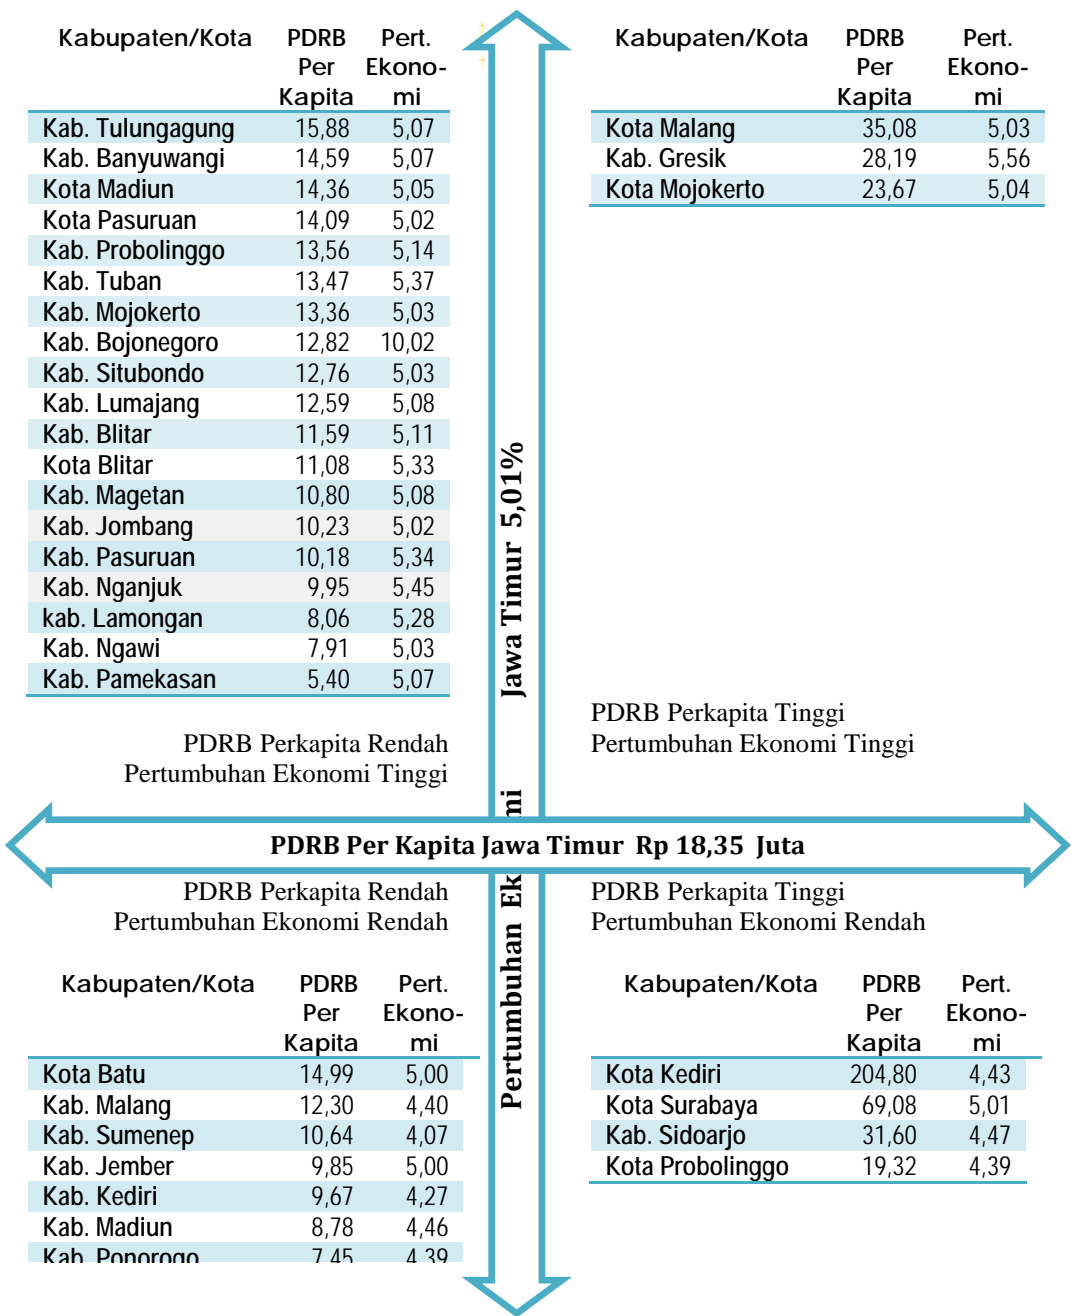 Kabupaten/Kota PDRB Pert.
Per Ekono-
Kapita mi
Kab. Tulungagung 15,88 5,07
Kab. Banyuwangi 14,59 5,07
Kota Madiun 14,36 5,05
Kota Pasuruan 14,09 5,02
Kab. Probolinggo 13,56 5,14
Kab. Tuban 13,47 5,37
Kab. Mojokerto 13,36 5,03
Kab. Bojonegoro 12,82 10,02
Kab. Situbondo 12,76 5,03
Kab. Lumajang 12,59 5,08
Kab. Blitar 11,59 5,11
Kota Blitar 11,08 5,33
Kab. Magetan 10,80 5,08
Kab. Jombang 10,23 5,02
Kab. Pasuruan 10,18 5,34
Kab. Nganjuk 9,95 5,45
kab. Lamongan 8,06 5,28
Kab. Ngawi 7,91 5,03
Kab. Pamekasan 5,40 5,07
PDRB Perkapita Rendah
Pertumbuhan Ekonomi Tinggi
Kabupaten/Kota PDRB Pert.
Per Ekono-
Kapita mi
Kota Malang 35,08 5,03
Kab. Gresik 28,19 5,56
Kota Mojokerto 23,67 5,04
PDRB Perkapita Tinggi
Pertumbuhan Ekonomi Tinggi
Pertumbuhan Ek mi Jawa Timur 5,01%
PDRB Per Kapita Jawa Timur Rp 18,35 Juta
PDRB Perkapita Rendah
Pertumbuhan Ekonomi Rendah
Kabupaten/Kota PDRB Pert.
Per Ekono-
Kapita mi
Kota Batu 14,99 5,00
Kab. Malang 12,30 4,40
Kab. Sumenep 10,64 4,07
Kab. Jember 9,85 5,00
Kab. Kediri 9,67 4,27
Kab. Madiun 8,78 4,46
Kab. Ponorogo 7,45 4,39
PDRB Perkapita Tinggi
Pertumbuhan Ekonomi Rendah
Kabupaten/Kota PDRB Pert.
Per Ekono-
Kapita mi
Kota Kediri 204,80 4,43
Kota Surabaya 69,08 5,01
Kab. Sidoarjo 31,60 4,47
Kota Probolinggo 19,32 4,39